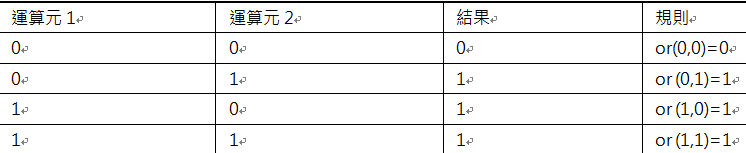 運算元 1 運算元 2 結果 規則
0 0 0 or(0,0)=0
0 1 1 or (0,1)=1
1 0 1 or (1,0)=1
1 1 1 or (1,1)=1